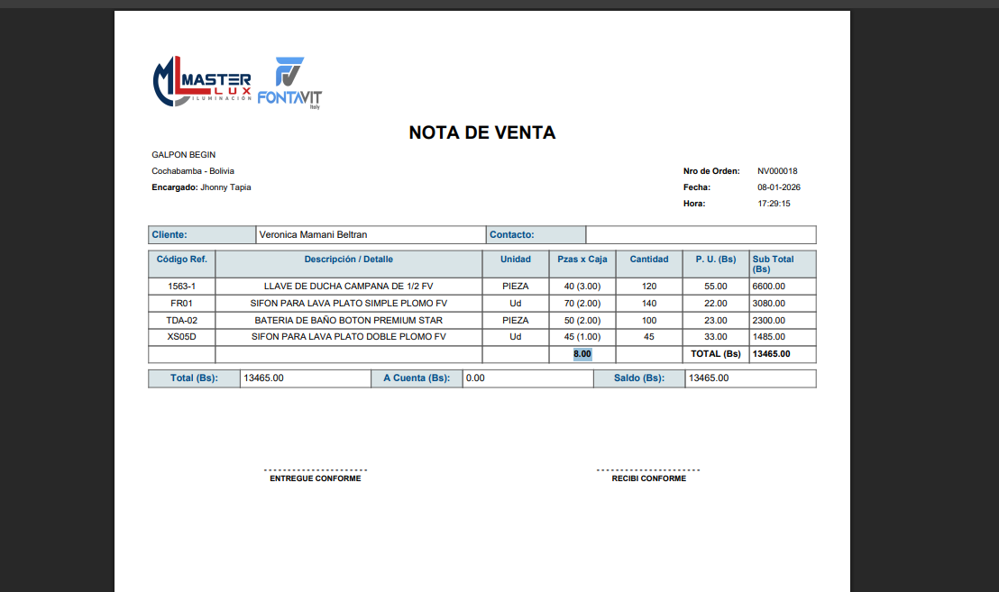 MASTER
LUX
ILUMINACIÓN
FONTAVIT
Italy
NOTA DE VENTA
GALPON BEGIN
Cochabamba - Bolivia
Encargado: Jhonny Tapia
Nro de Orden: NV000018
Fecha: 08-01-2026
Hora: 17:29:15
Cliente: Veronica Mamani Beltran Contacto:
Código Ref. Descripción / Detalle Unidad Pzas x Caja Cantidad P. U. (Bs) Sub Total (Bs)
1563-1 LLAVE DE DUCHA CAMPANA DE 1/2 FV PIEZA 40 (3.00) 120 55.00 6600.00
FR01 SIFON PARA LAVA PLATO SIMPLE PLOMO FV Ud 70 (2.00) 140 22.00 3080.00
TDA-02 BATERIA DE BAÑO BOTON PREMIUM STAR PIEZA 50 (2.00) 100 23.00 2300.00
XS05D SIFON PARA LAVA PLATO DOBLE PLOMO FV Ud 45 (1.00) 45 33.00 1485.00
8.00 TOTAL (Bs) 13465.00
Total (Bs): 13465.00 A Cuenta (Bs): 0.00 Saldo (Bs): 13465.00
ENTREGUE CONFORME RECIBI CONFORME